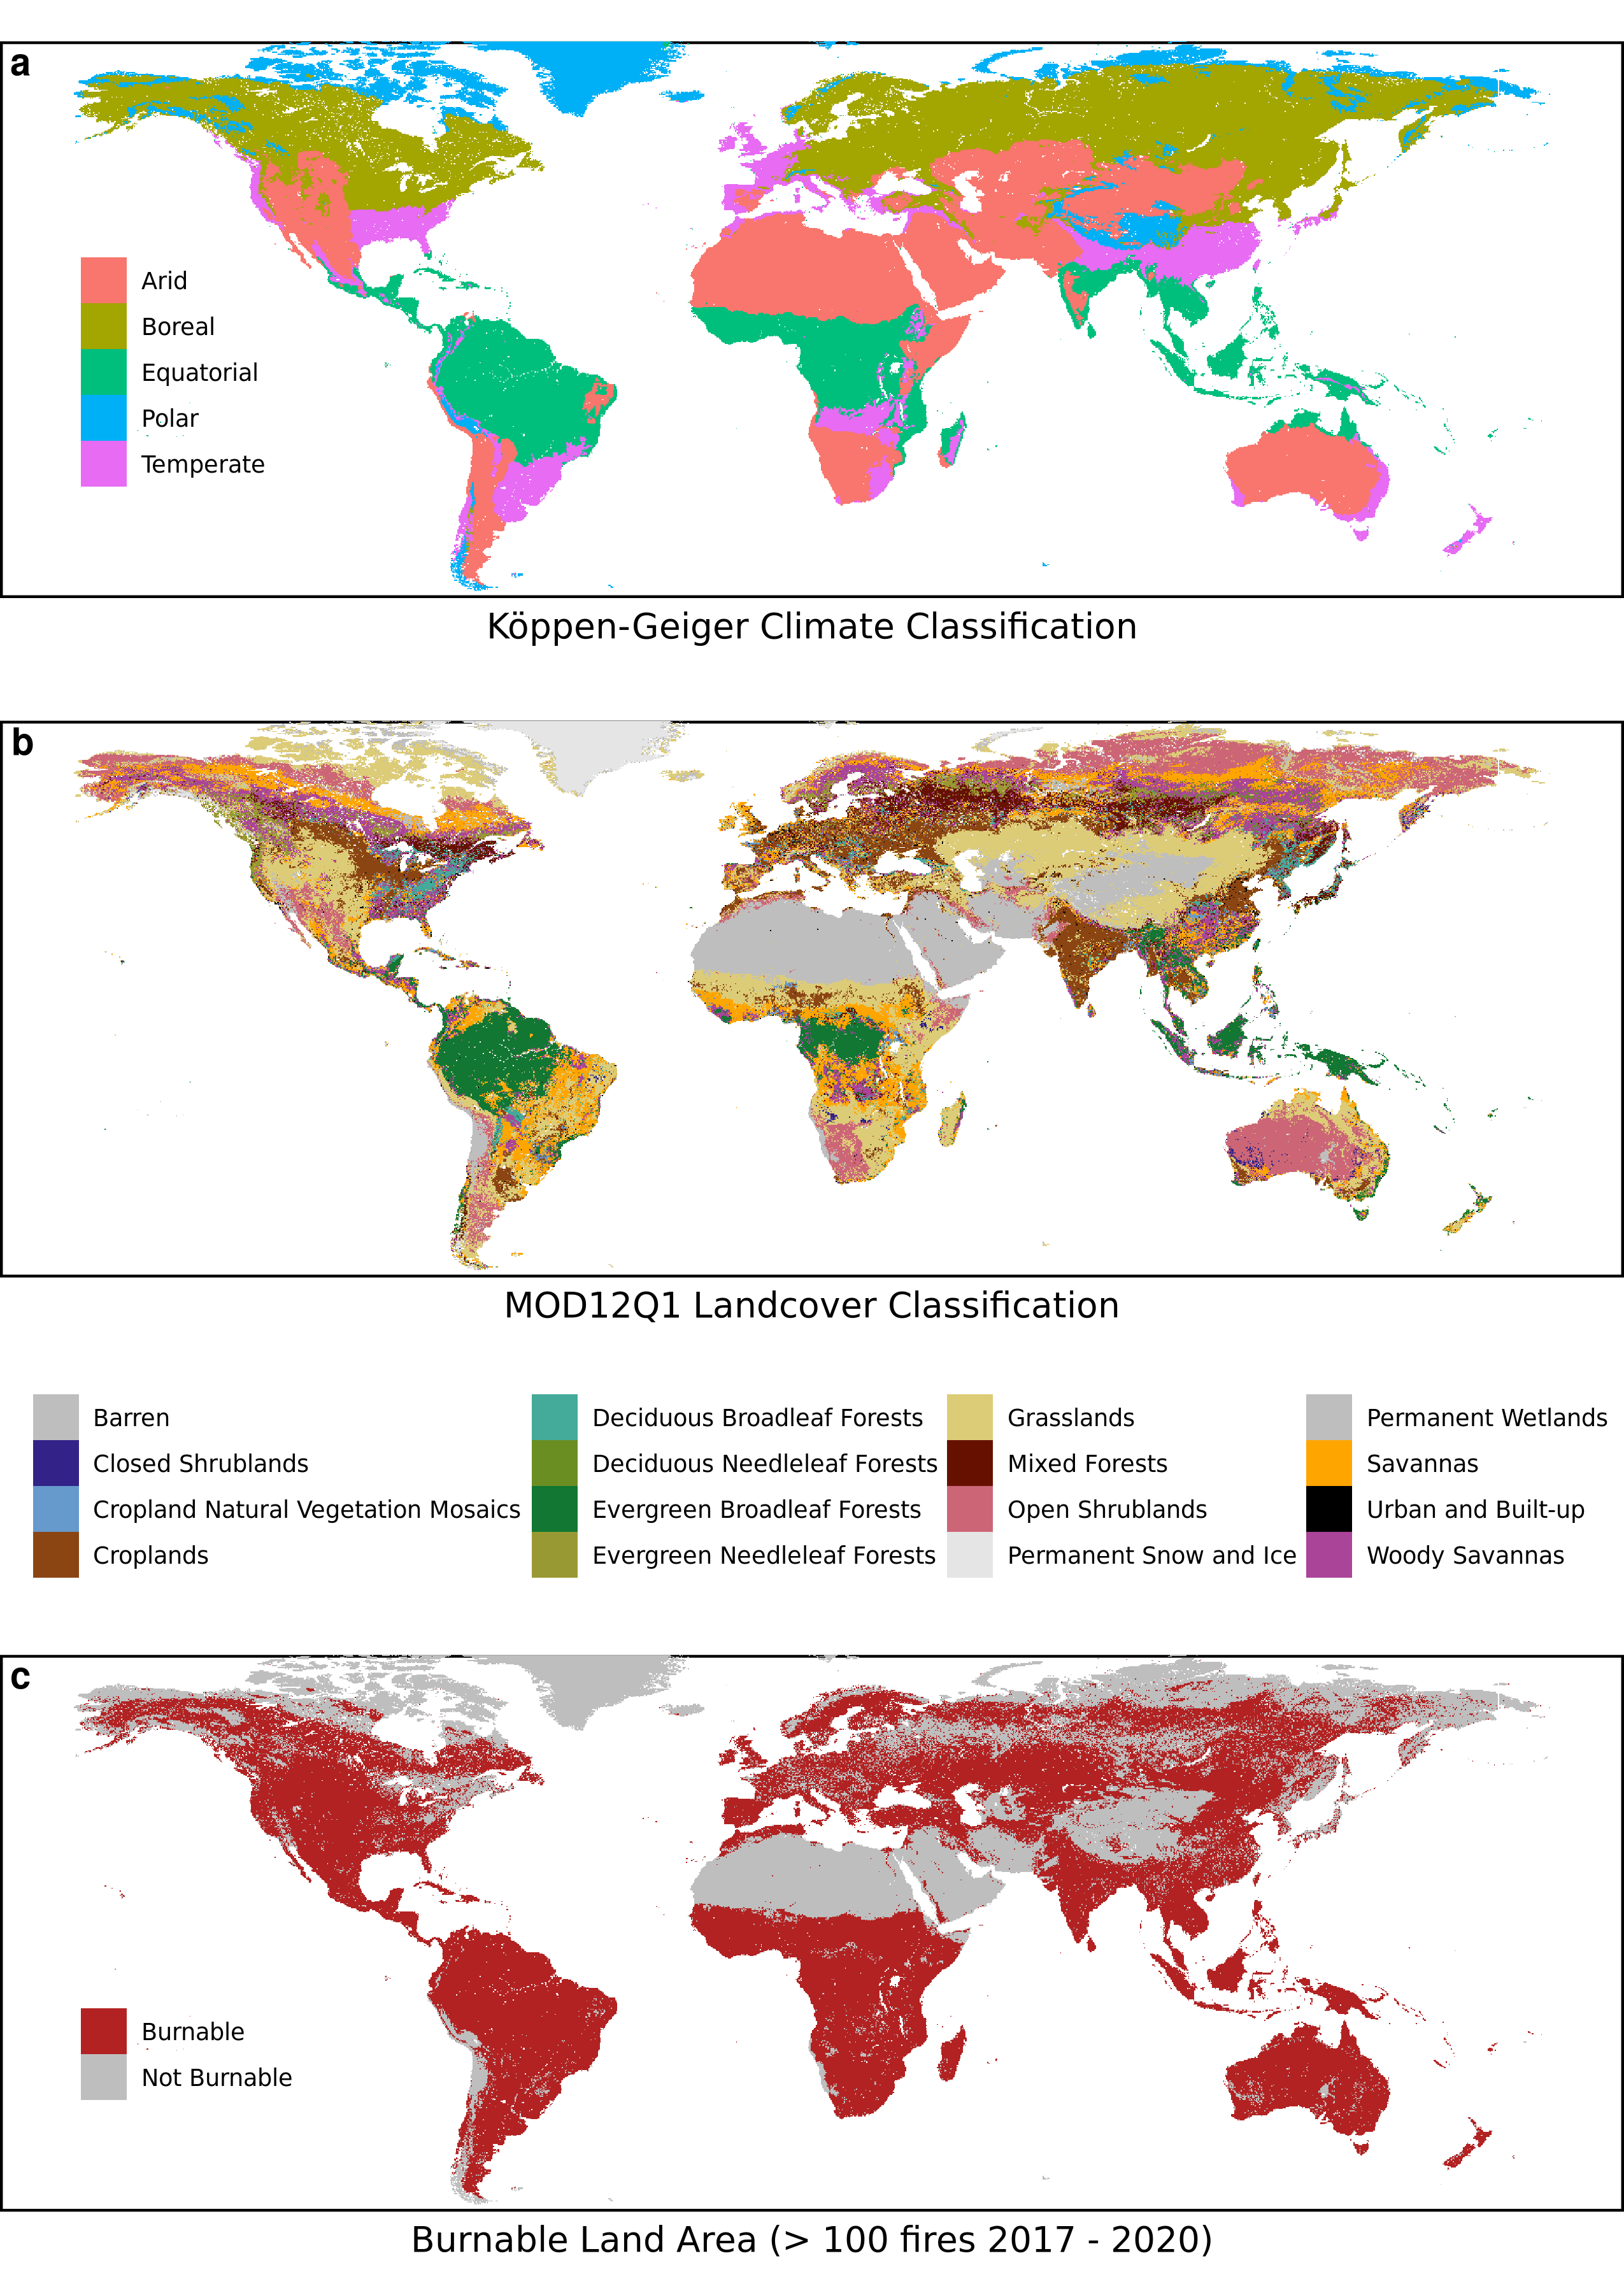 a
Arid
Boreal
Equatorial
Polar
Temperate
Köppen-Geiger Climate Classification
b
MOD12Q1 Landcover Classification
Barren
Closed Shrublands
Cropland Natural Vegetation Mosaics
Croplands
Deciduous Broadleaf Forests
Deciduous Needleleaf Forests
Evergreen Broadleaf Forests
Evergreen Needleleaf Forests
Grasslands
Mixed Forests
Open Shrublands
Permanent Snow and Ice
Permanent Wetlands
Savannas
Urban and Built-up
Woody Savannas
c
Burnable
Not Burnable
Burnable Land Area (> 100 fires 2017 - 2020)